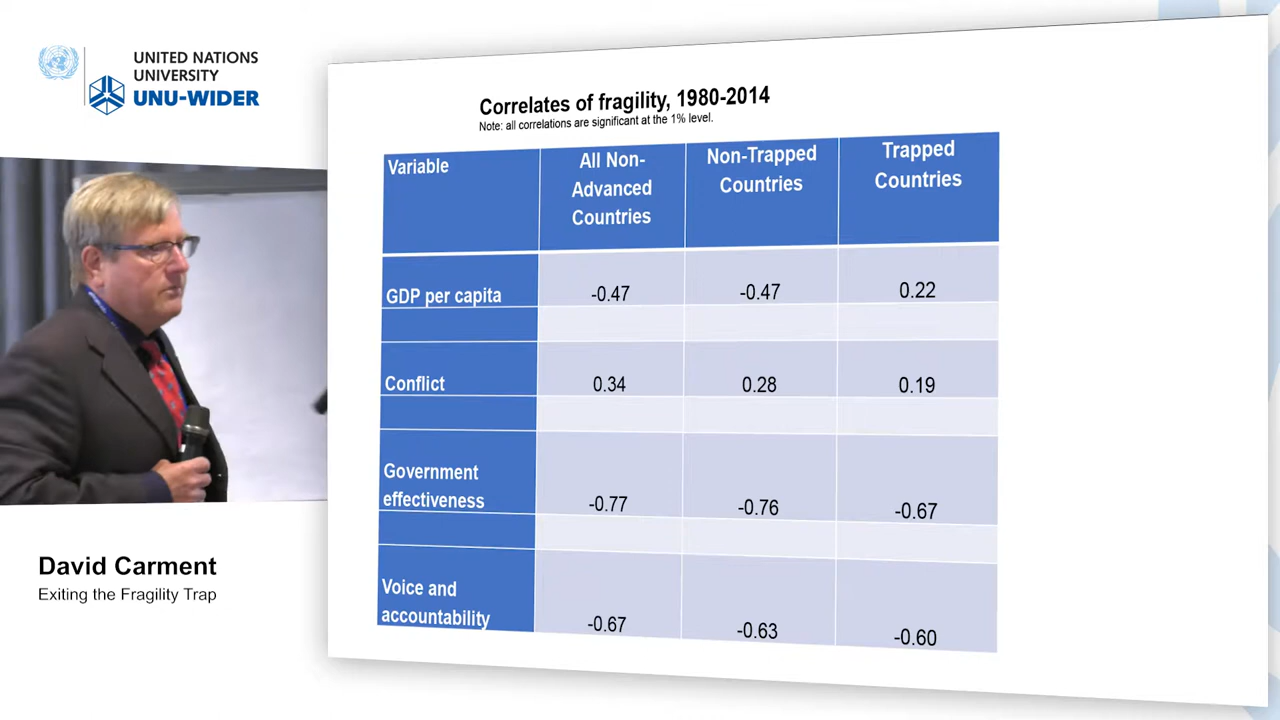 UNITED NATIONS
UNIVERSITY
UNU-WIDER
David Carment
Exiting the Fragility Trap
Correlates of fragility, 1980-2014
Note: all correlations are significant at the 1% level.
Variable
All Non-
Advanced
Countries
Non-Trapped
Countries
Trapped
Countries
GDP per capita
-0.47
-0.47
0.22
Conflict
0.34
0.28
0.19
Government
effectiveness
-0.77
-0.76
-0.67
Voice and
accountability
-0.67
-0.63
-0.60